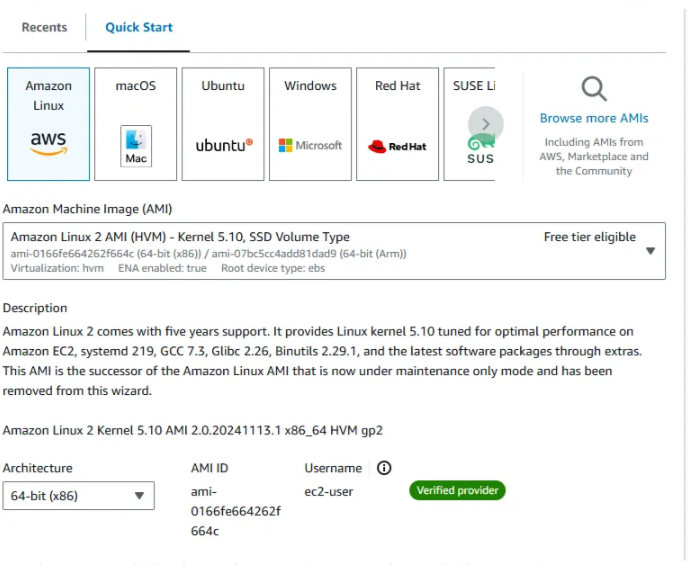 Recents
Quick Start
Amazon
Linux
aws
macOS
Mac
Ubuntu
ubuntu
Windows
Microsoft
Red Hat
Red Hat
SUSE Li
SUS
Browse more AMIs
Including AMIs from
AWS, Marketplace and
the Community
Amazon Machine Image (AMI)
Amazon Linux 2 AMI (HVM) - Kernel 5.10, SSD Volume Type
Free tier eligible
ami-0166fe664262f664c (64-bit (x86)) / ami-07bc5cc4add81dad9 (64-bit (Arm))
Virtualization: hvm ENA enabled: true Root device type: ebs
Description
Amazon Linux 2 comes with five years support. It provides Linux kernel 5.10 tuned for optimal performance on
Amazon EC2, systemd 219, GCC 7.3, Glibc 2.26, Binutils 2.29.1, and the latest software packages through extras.
This AMI is the successor of the Amazon Linux AMI that is now under maintenance only mode and has been
removed from this wizard.
Amazon Linux 2 Kernel 5.10 AMI 2.0.20241113.1 x86_64 HVM gp2
Architecture
64-bit (x86)
AMI ID
ami-
0166fe664262f
664c
Username
ec2-user
Verified provider